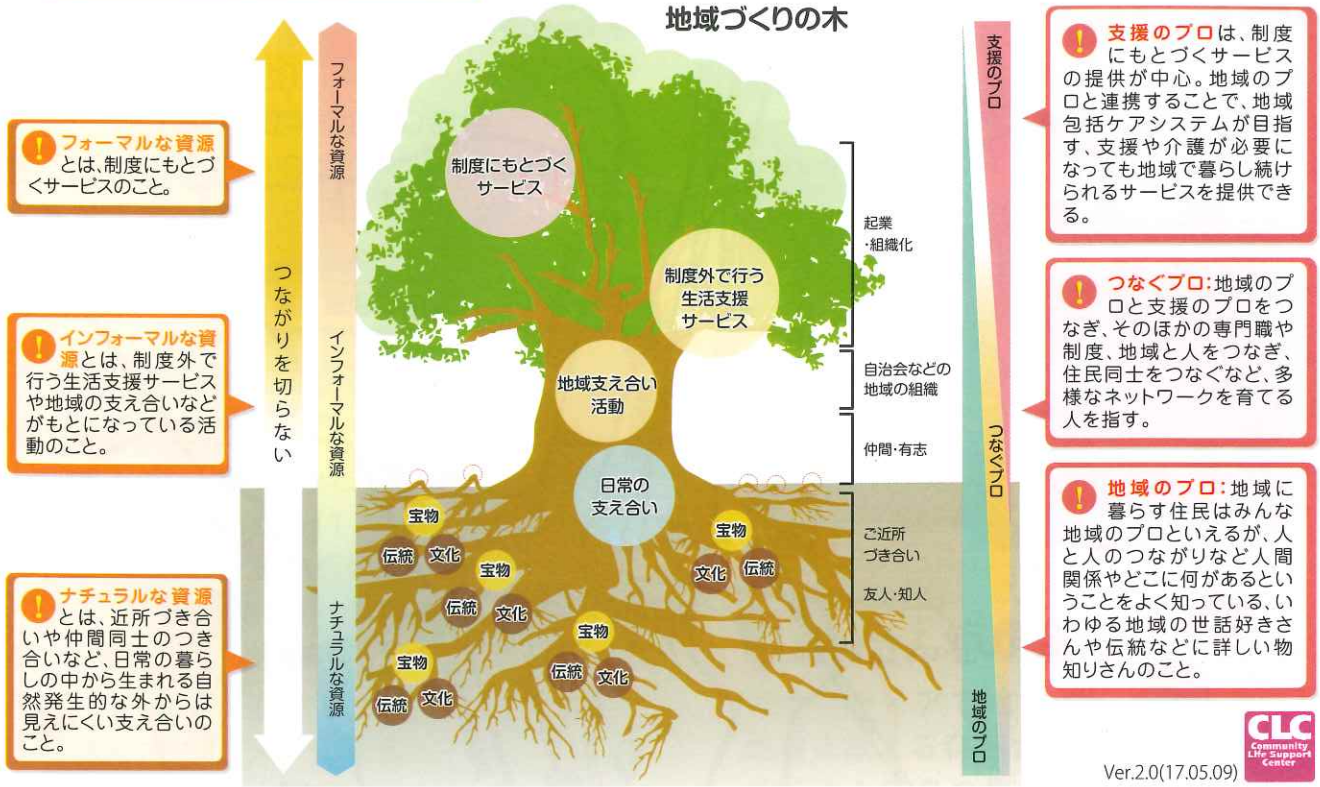 地域づくりの木
フォーマルな資源
とは、制度にもとづ
くサービスのこと。
インフォーマルな資
源とは、制度外で
行う生活支援サービス
や地域の支え合いなど
がもとになっている活
動のこと。
ナチュラルな資源
とは、近所づき合
いや仲間同士のつき
合いなど、日常の暮ら
しの中から生まれる自
然発生的な外からは
見えにくい支え合いの
こと。
つながりを切らない
フォーマルな資源
インフォーマルな資源
ナチュラルな資源
制度にもとづく
サービス
制度外で行う
生活支援
サービス
地域支え合い
活動
日常の
支え合い
宝物
伝統
文化
宝物
伝統
文化
宝物
文化
伝統
宝物
伝統
文化
宝物
伝統
文化
起業
・組織化
自治会などの
地域の組織
仲間・有志
ご近所
づき合い
友人・知人
支援のプロ
つなぐプロ
地域のプロ
支援のプロは、制度
にもとづくサービス
の提供が中心。地域のプ
ロと連携することで、地域
包括ケアシステムが目指
す、支援や介護が必要に
なっても地域で暮らし続け
られるサービスを提供でき
る。
つなぐプロ:地域のプ
ロと支援のプロをつ
なぎ、そのほかの専門職や
制度、地域と人をつなぎ、
住民同士をつなぐなど、多
様なネットワークを育てる
人を指す。
地域のプロ:地域に
暮らす住民はみんな
地域のプロといえるが、人
と人のつながりなど人間
関係やどこに何があるとい
うことをよく知っている、い
わゆる地域の世話好きさ
んや伝統などに詳しい物
知りさんのこと。
CLC
Community
Life Support
Center
Ver.2.0(17.05.09)